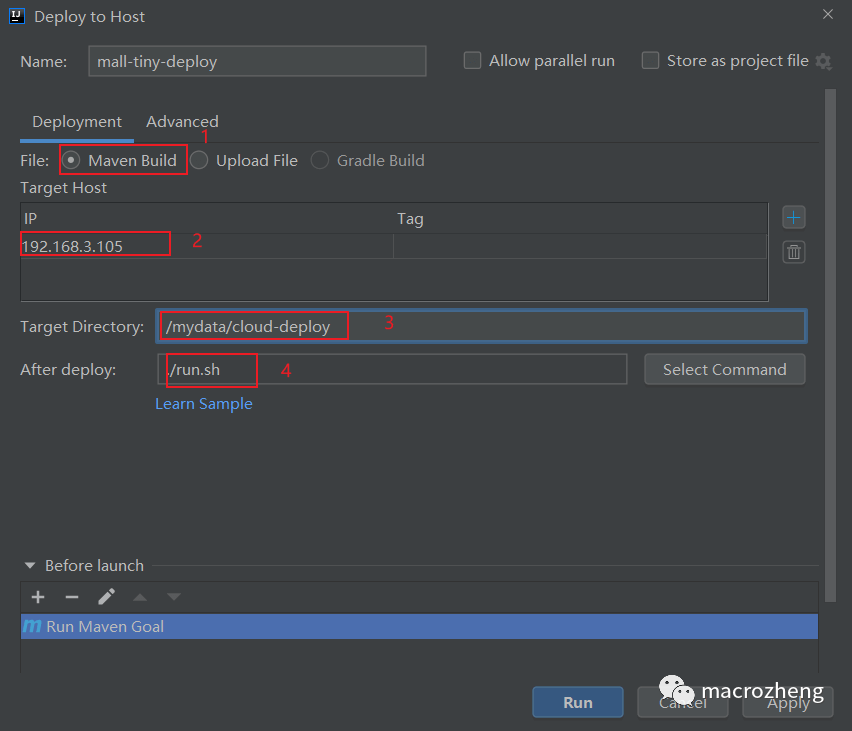 Deploy to Host
Name: mall-tiny-deploy Allow parallel run Store as project file
Deployment Advanced
1
File: Maven Build Upload File Gradle Build
Target Host
IP Tag
192.168.3.105 2
Target Directory: /mydata/cloud-deploy 3
After deploy: ./run.sh 4 Select Command
Learn Sample
Before launch
m Run Maven Goal
macrozheng
Run Cancel Apply